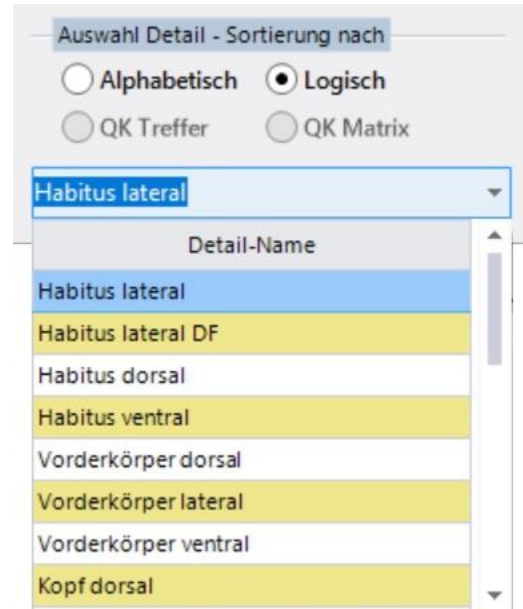 Auswahl Detail - Sortierung nach
Alphabetisch Logisch
QK Treffer QK Matrix
Habitus lateral
Detail-Name
Habitus lateral
Habitus lateral DF
Habitus dorsal
Habitus ventral
Vorderkörper dorsal
Vorderkörper lateral
Vorderkörper ventral
Kopf dorsal